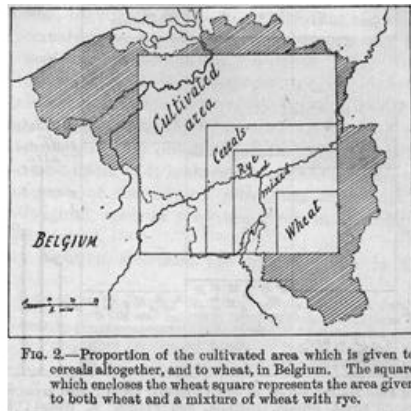 Cultivated
area
Cereals
Rye and
mixed
Wheat
BELGIUM
FIG. 2.—Proportion of the cultivated area which is given to
cereals altogether, and to wheat, in Belgium. The square
which encloses the wheat square represents the area given
to both wheat and a mixture of wheat with rye.